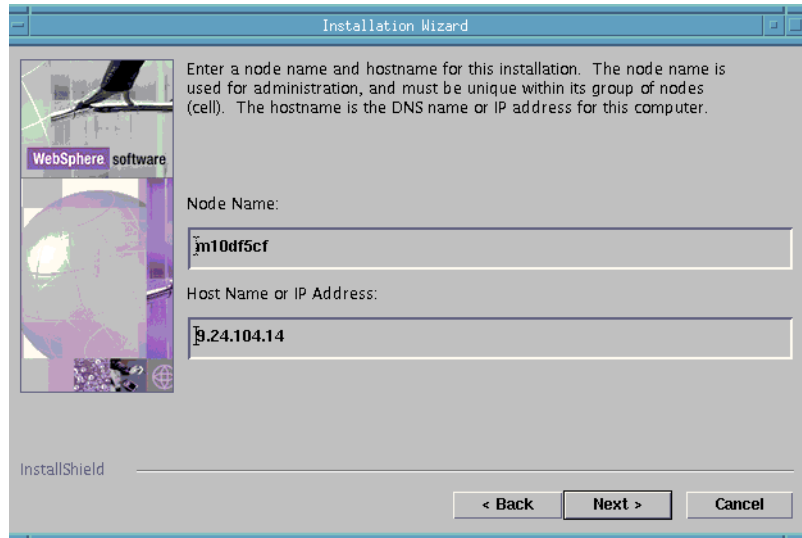 Installation Wizard
Enter a node name and hostname for this installation. The node name is
used for administration, and must be unique within its group of nodes
(cell). The hostname is the DNS name or IP address for this computer.
WebSphere software
Node Name:
m10df5cf
Host Name or IP Address:
9.24.104.14
InstallShield
< Back Next > Cancel